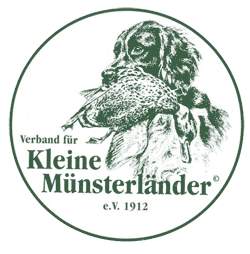 Verband für
Kleine
Münsterländer©
e.V. 1912